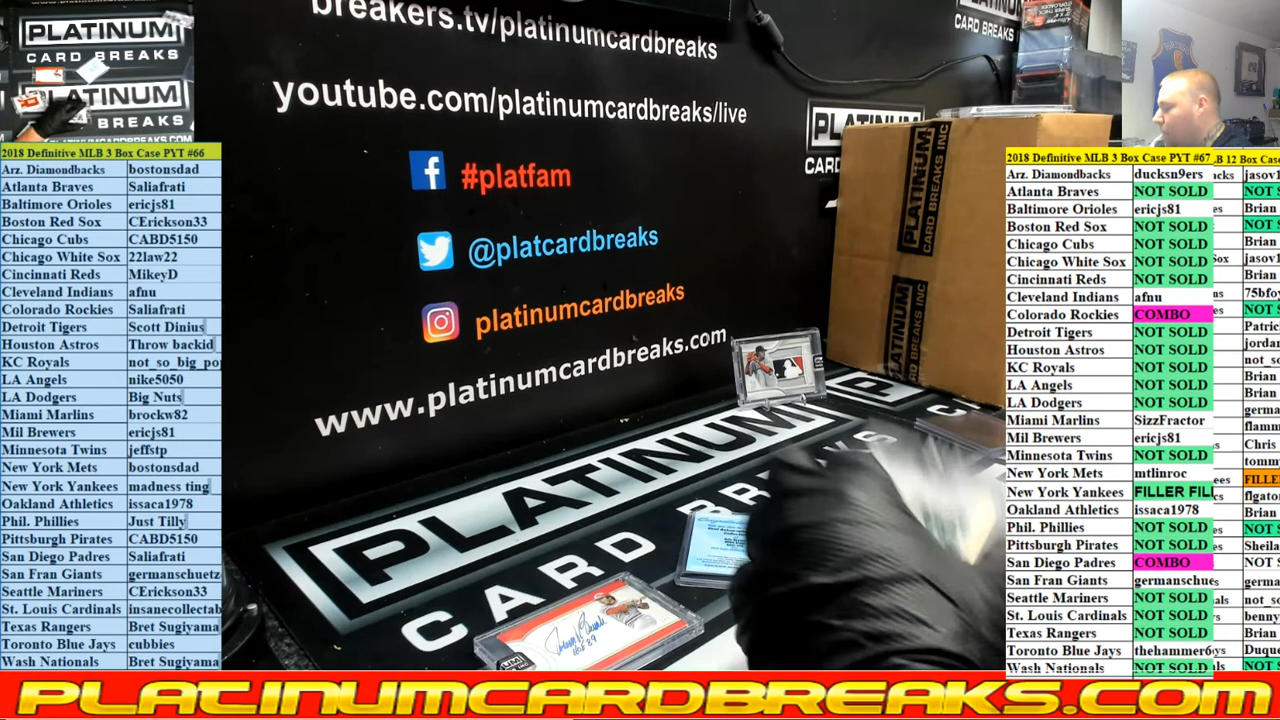 PLATINUM
CARD BREAKS
PLATINUM
BREAKS
breakers.tv/platinumcardbreaks
youtube.com/platinumcardbreaks/live
#platfam
@platcardbreaks
platinumcardbreaks
www.platinumcardbreaks.com
PLATINUM
CARD BREAKS INC
PLATINUM
PLATINUM
CARD BREAKS
2018 Definitive MLB 3 Box Case PYT #66
Arz. Diamondbacks bostonsdad
Atlanta Braves Saliafrati
Baltimore Orioles ericjs81
Boston Red Sox CErickson33
Chicago Cubs CABD5150
Chicago White Sox 22law22
Cincinnati Reds MikeyD
Cleveland Indians afnu
Colorado Rockies Saliafrati
Detroit Tigers Scott Dinius
Houston Astros Throw backid
KC Royals not_so_big_po
LA Angels nike5050
LA Dodgers Big Nuts
Miami Marlins brockw82
Mil Brewers ericjs81
Minnesota Twins jeffstp
New York Mets bostonsdad
New York Yankees madness ting
Oakland Athletics issaca1978
Phil. Phillies Just Tilly
Pittsburgh Pirates CABD5150
San Diego Padres Saliafrati
San Fran Giants germanschuetz
Seattle Mariners CErickson33
St. Louis Cardinals insanecollectab
Texas Rangers Bret Sugiyama
Toronto Blue Jays cubbies
Wash Nationals Bret Sugiyama
2018 Definitive MLB 3 Box Case PYT #67
Arz. Diamondbacks ducksn9ers
Atlanta Braves NOT SOLD
Baltimore Orioles ericjs81
Boston Red Sox NOT SOLD
Chicago Cubs NOT SOLD
Chicago White Sox NOT SOLD
Cincinnati Reds NOT SOLD
Cleveland Indians afnu
Colorado Rockies COMBO
Detroit Tigers NOT SOLD
Houston Astros NOT SOLD
KC Royals NOT SOLD
LA Angels NOT SOLD
LA Dodgers NOT SOLD
Miami Marlins SizzFractor
Mil Brewers ericjs81
Minnesota Twins NOT SOLD
New York Mets mtlinroc
New York Yankees FILLER FILL
Oakland Athletics issaca1978
Phil. Phillies NOT SOLD
Pittsburgh Pirates NOT SOLD
San Diego Padres COMBO
San Fran Giants germanschue
Seattle Mariners NOT SOLD
St. Louis Cardinals NOT SOLD
Texas Rangers NOT SOLD
Toronto Blue Jays thehammer6
Wash Nationals NOT SOLD
PLATINUMCARDBREAKS.COM